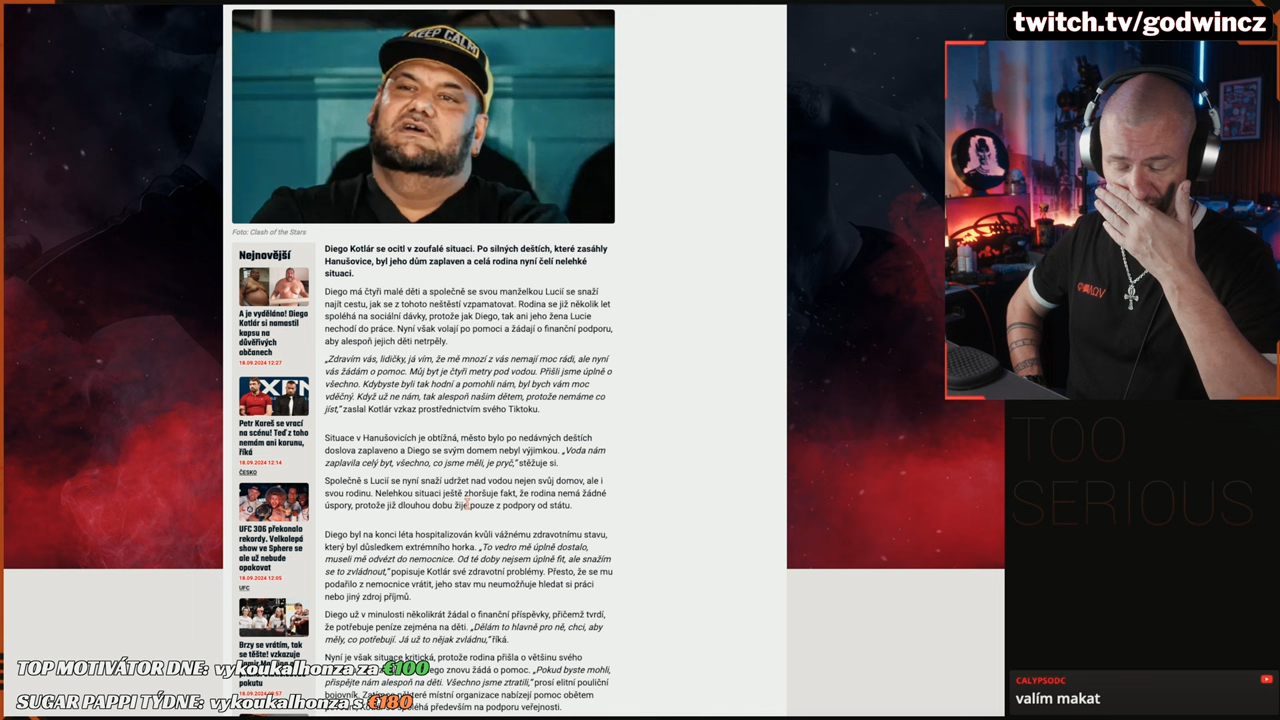 twitch.tv/godwincz
KEEP CALM
Foto: Clash of the Stars
Nejnovější
A je vyděláno! Diego
Kotlár si namastil
kapsu na
důvěřivých
občanech
18.09.2024 12:27
Petr Kareš se vrací
na scénu! Teď z toho
nemám ani korunu,
říká
18.09.2024 12:14
ČESKO
UFC 306 překonalo
rekordy. Velkolepá
show ve Sphere se
ale už nebude
opakovat
18.09.2024 12:05
UFC
Brzy se vrátím, tak
se těšte! vzkazuje
pokutu
Diego Kotlár se ocitl v zoufalé situaci. Po silných deštích, které zasáhly
Hanušovice, byl jeho dům zaplaven a celá rodina nyní čelí nelehké
situaci.
Diego má čtyři malé děti a společně se svou manželkou Lucií se snaží
najít cestu, jak se z tohoto neštěstí vzpamatovat. Rodina se již několik let
spoléhá na sociální dávky, protože jak Diego, tak ani jeho žena Lucie
nechodí do práce. Nyní však volají po pomoci a žádají o finanční podporu,
aby alespoň jejich děti netrpěly.
„Zdravím vás, lidičky, já vím, že mě mnozí z vás nemají moc rádi, ale nyní
vás žádám o pomoc. Můj byt je čtyři metry pod vodou. Přišli jsme úplně o
všechno. Kdybyste byli tak hodní a pomohli nám, byl bych vám moc
vděčný. Když už ne nám, tak alespoň našim dětem, protože nemáme co
jíst,“ zaslal Kotlár vzkaz prostřednictvím svého Tiktoku.
Situace v Hanušovicích je obtížná, město bylo po nedávných deštích
doslova zaplaveno a Diego se svým domem nebyl výjimkou. „Voda nám
zaplavila celý byt, všechno, co jsme měli, je pryč,“ stěžuje si.
Společně s Lucií se nyní snaží udržet nad vodou nejen svůj domov, ale i
svou rodinu. Nelehkou situaci ještě zhoršuje fakt, že rodina nemá žádné
úspory, protože již dlouhou dobu žije pouze z podpory od státu.
Diego byl na konci léta hospitalizován kvůli vážnému zdravotnímu stavu,
který byl důsledkem extrémního horka. „To vedro mě úplně dostalo,
museli mě odvézt do nemocnice. Od té doby nejsem úplně fit, ale snažím
se to zvládnout,“ popisuje Kotlár své zdravotní problémy. Přesto, že se mu
podařilo z nemocnice vrátit, jeho stav mu neumožňuje hledat si práci
nebo jiný zdroj příjmů.
Diego už v minulosti několikrát žádal o finanční příspěvky, přičemž tvrdí,
že potřebuje peníze zejména na děti. „Dělám to hlavně pro ně, chci, aby
měly, co potřebují. Já už to nějak zvládnu,“ říká.
Nyní je však situace kritická, protože rodina přišla o většinu svého
znovu žádá o pomoc. „Pokud byste mohli,
přispějte nám alespoň na děti. Všechno jsme ztratili,“ prosí elitní pouliční
bojovník. Zatímco některé místní organizace nabízejí pomoc obětem
především na podporu veřejnosti.
TOP MOTIVÁTOR DNE: vykoukalhonza za €100
SUGAR PAPPI TÝDNE: vykoukalhonza s €180
TOO
SERIOUS
CALYPSODC
valím makat